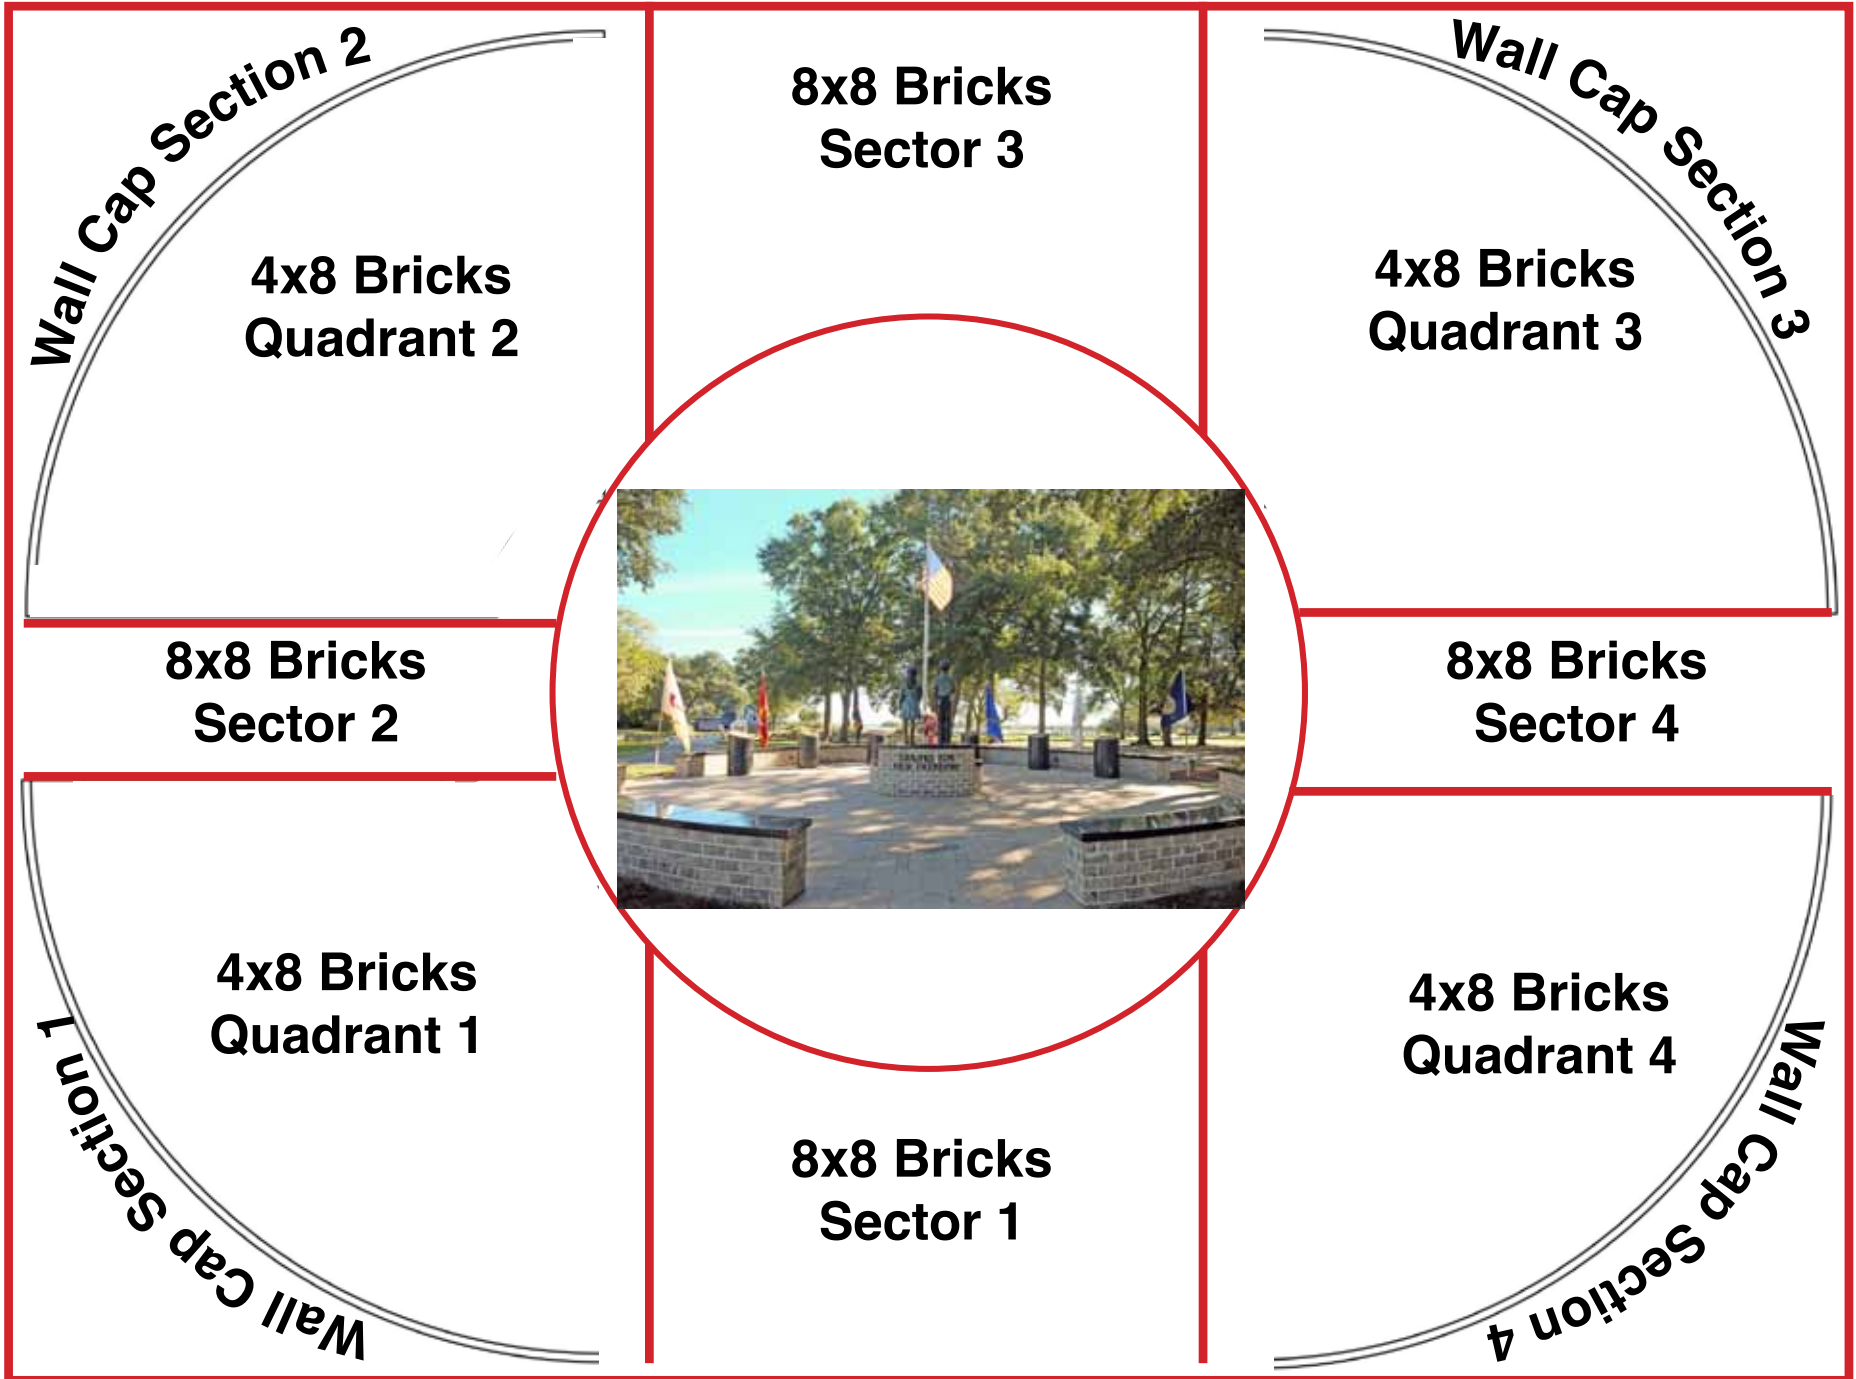 Wall Cap Section 2
8x8 Bricks
Sector 3
Wall Cap Section 3
4x8 Bricks
Quadrant 2
4x8 Bricks
Quadrant 3
8x8 Bricks
Sector 2
8x8 Bricks
Sector 4
4x8 Bricks
Quadrant 1
4x8 Bricks
Quadrant 4
Wall Cap Section 1
8x8 Bricks
Sector 1
Wall Cap Section 4